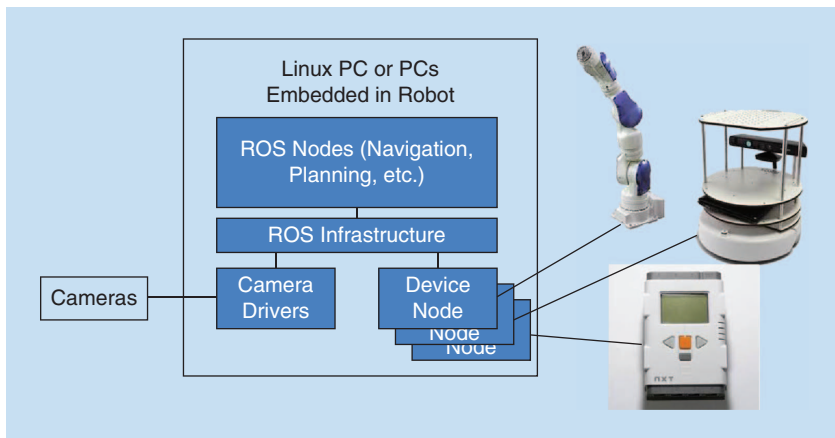 Linux PC or PCs
Embedded in Robot
ROS Nodes (Navigation,
Planning, etc.)
ROS Infrastructure
Cameras
Camera
Drivers
Device
Node
Node
Node
nxt